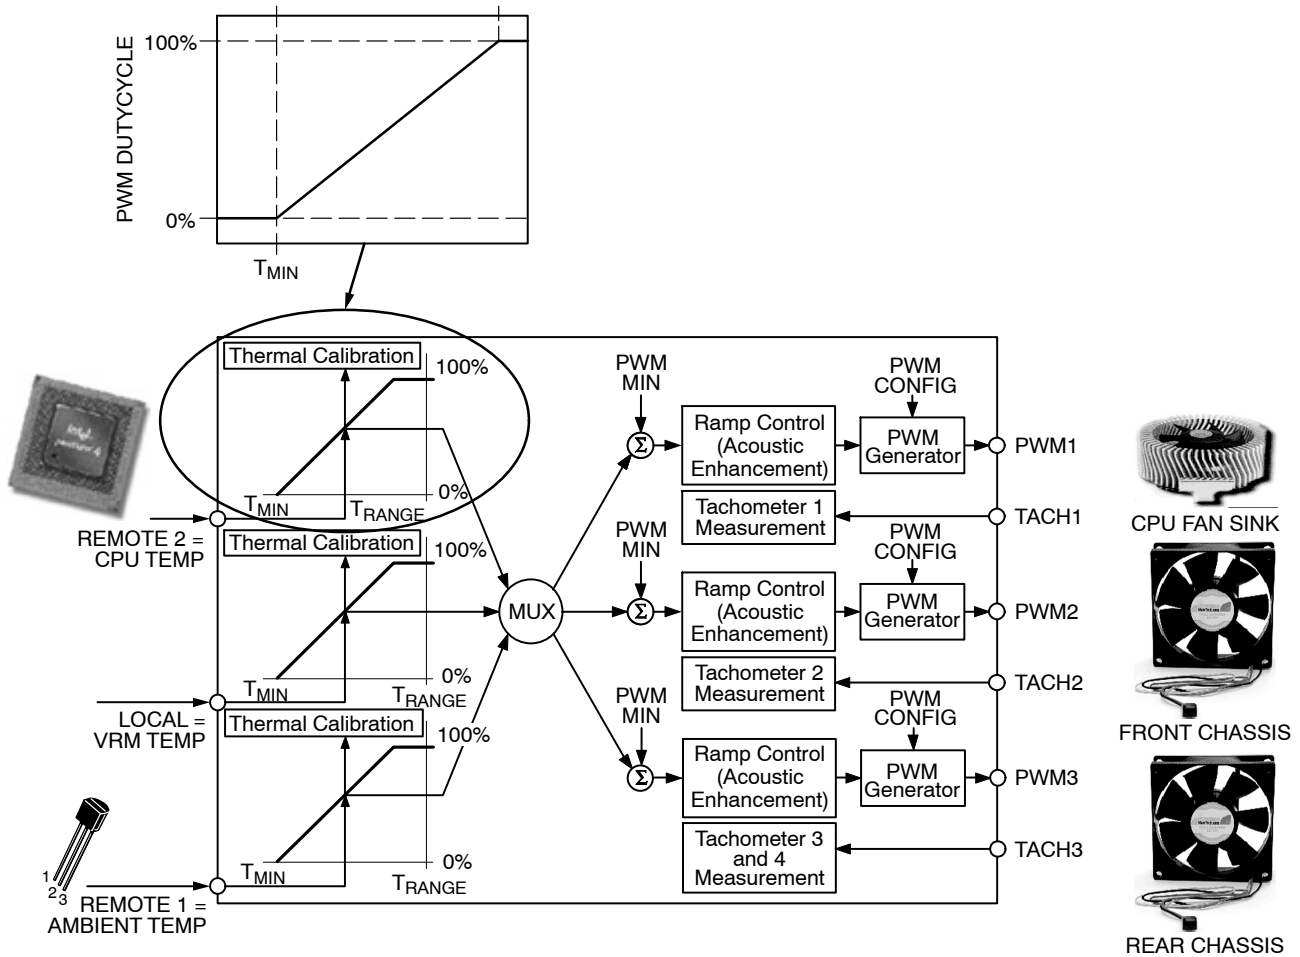 PWM DUTYCYCLE
100%
0%
TMIN
Thermal Calibration
100%
0%
TMIN
TRANGE
REMOTE 2 =
CPU TEMP
Thermal Calibration
100%
0%
TMIN
TRANGE
LOCAL =
VRM TEMP
Thermal Calibration
100%
0%
TMIN
TRANGE
1
2
3
REMOTE 1 =
AMBIENT TEMP
MUX
PWM
MIN
Σ
Ramp Control
(Acoustic
Enhancement)
PWM
CONFIG
PWM
Generator
PWM1
Tachometer 1
Measurement
TACH1
PWM
MIN
Σ
Ramp Control
(Acoustic
Enhancement)
PWM
CONFIG
PWM
Generator
PWM2
Tachometer 2
Measurement
TACH2
PWM
MIN
Σ
Ramp Control
(Acoustic
Enhancement)
PWM
CONFIG
PWM
Generator
PWM3
Tachometer 3
and 4
Measurement
TACH3
CPU FAN SINK
FRONT CHASSIS
REAR CHASSIS
intel